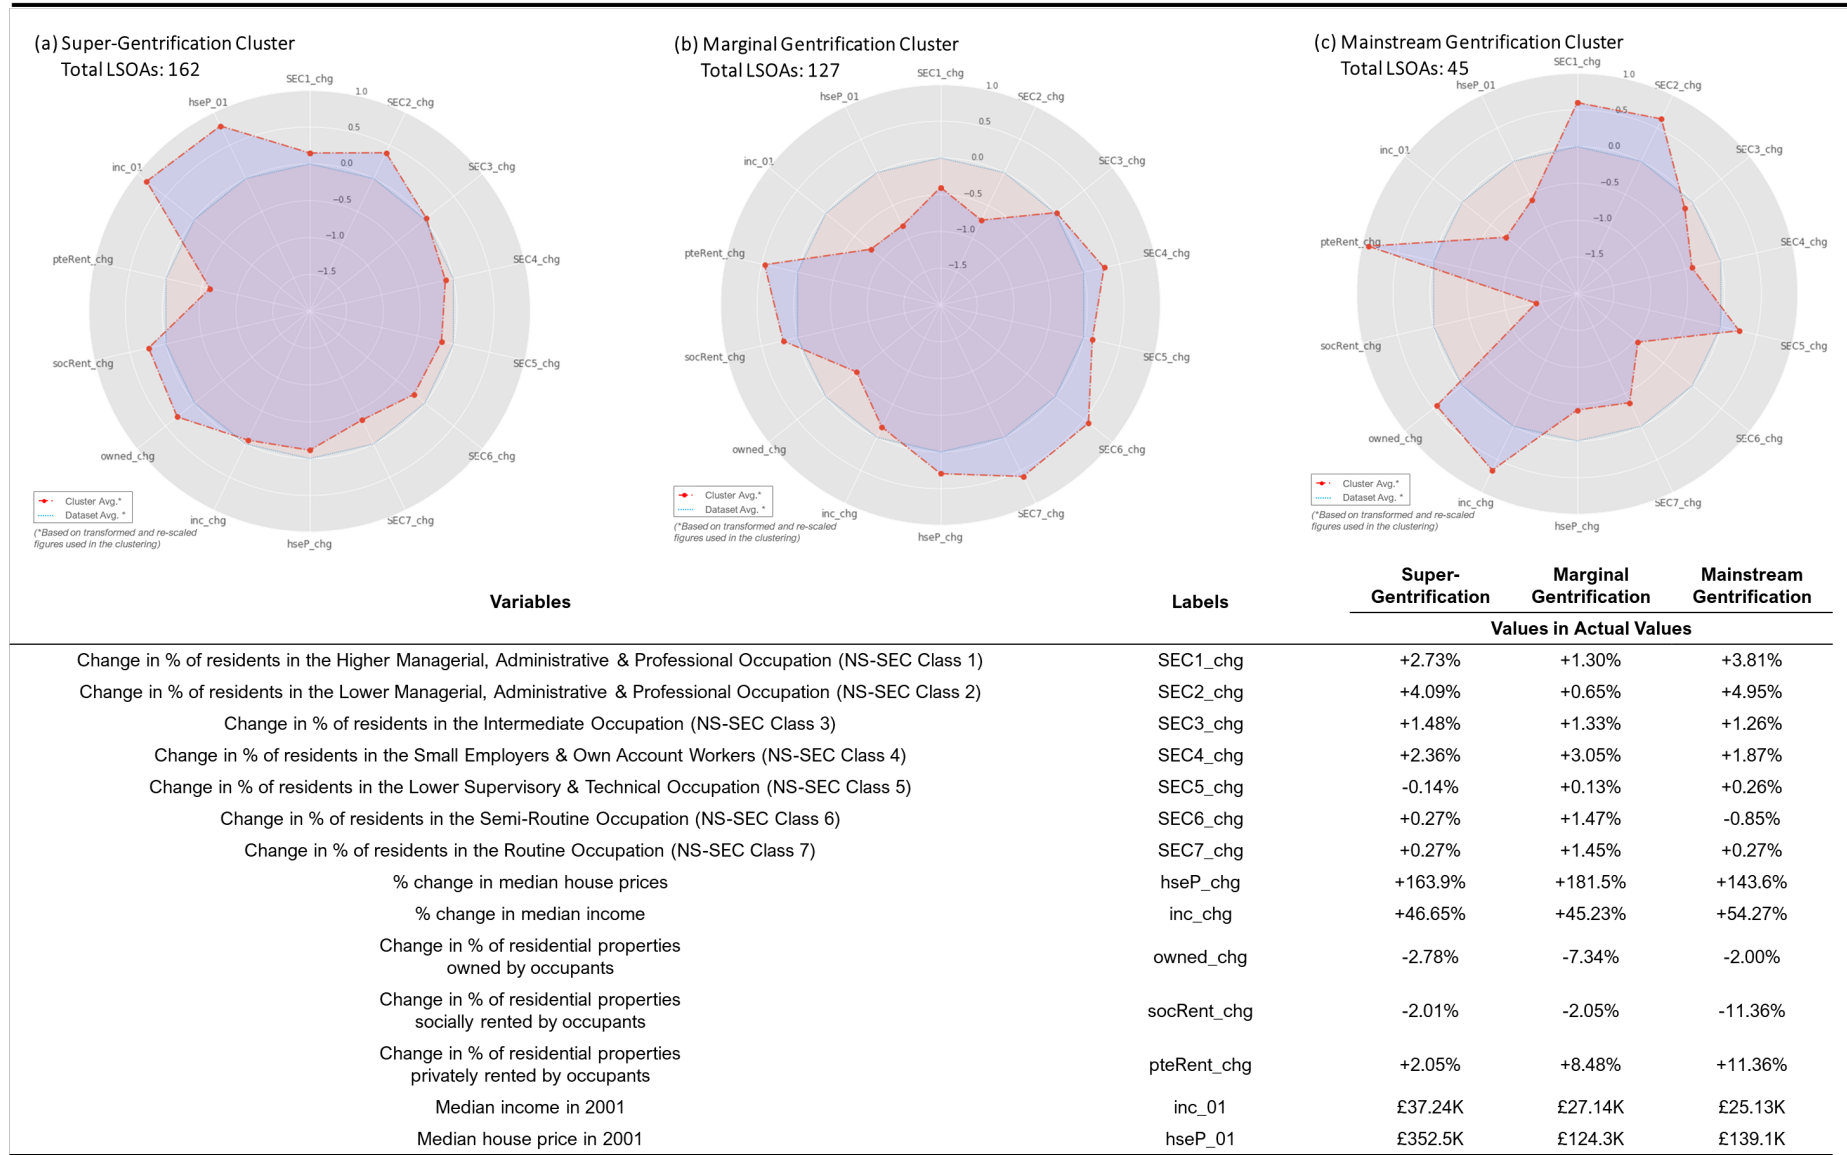 (a) Super-Gentrification Cluster
Total LSOAs: 162
SEC1_chg
SEC2_chg
SEC3_chg
SEC4_chg
SEC5_chg
SEC6_chg
SEC7_chg
hseP_chg
inc_chg
owned_chg
socRent_chg
pteRent_chg
inc_01
hseP_01
1.0
0.5
0.0
−0.5
−1.0
−1.5
Cluster Avg.*
Dataset Avg. *
(*Based on transformed and re-scaled
figures used in the clustering)
(b) Marginal Gentrification Cluster
Total LSOAs: 127
SEC1_chg
SEC2_chg
SEC3_chg
SEC4_chg
SEC5_chg
SEC6_chg
SEC7_chg
hseP_chg
inc_chg
owned_chg
socRent_chg
pteRent_chg
inc_01
hseP_01
1.0
0.5
0.0
−0.5
−1.0
−1.5
Cluster Avg.*
Dataset Avg. *
(*Based on transformed and re-scaled
figures used in the clustering)
(c) Mainstream Gentrification Cluster
Total LSOAs: 45
SEC1_chg
SEC2_chg
SEC3_chg
SEC4_chg
SEC5_chg
SEC6_chg
SEC7_chg
hseP_chg
inc_chg
owned_chg
socRent_chg
pteRent_chg
inc_01
hseP_01
1.0
0.5
0.0
−0.5
−1.0
−1.5
Cluster Avg.*
Dataset Avg. *
(*Based on transformed and re-scaled
figures used in the clustering)
Variables Labels Super-Gentrification Marginal Gentrification Mainstream Gentrification
Values in Actual Values
Change in % of residents in the Higher Managerial, Administrative & Professional Occupation (NS-SEC Class 1) SEC1_chg +2.73% +1.30% +3.81%
Change in % of residents in the Lower Managerial, Administrative & Professional Occupation (NS-SEC Class 2) SEC2_chg +4.09% +0.65% +4.95%
Change in % of residents in the Intermediate Occupation (NS-SEC Class 3) SEC3_chg +1.48% +1.33% +1.26%
Change in % of residents in the Small Employers & Own Account Workers (NS-SEC Class 4) SEC4_chg +2.36% +3.05% +1.87%
Change in % of residents in the Lower Supervisory & Technical Occupation (NS-SEC Class 5) SEC5_chg -0.14% +0.13% +0.26%
Change in % of residents in the Semi-Routine Occupation (NS-SEC Class 6) SEC6_chg +0.27% +1.47% -0.85%
Change in % of residents in the Routine Occupation (NS-SEC Class 7) SEC7_chg +0.27% +1.45% +0.27%
% change in median house prices hseP_chg +163.9% +181.5% +143.6%
% change in median income inc_chg +46.65% +45.23% +54.27%
Change in % of residential properties
owned by occupants owned_chg -2.78% -7.34% -2.00%
Change in % of residential properties
socially rented by occupants socRent_chg -2.01% -2.05% -11.36%
Change in % of residential properties
privately rented by occupants pteRent_chg +2.05% +8.48% +11.36%
Median income in 2001 inc_01 £37.24K £27.14K £25.13K
Median house price in 2001 hseP_01 £352.5K £124.3K £139.1K